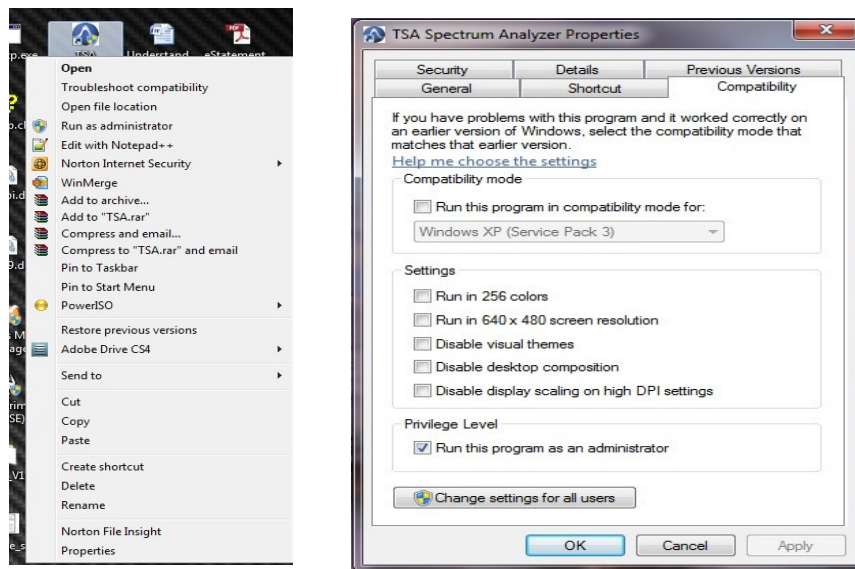 TSA
Understand
eStatement
Open
Troubleshoot compatibility
Open file location
Run as administrator
Edit with Notepad++
Norton Internet Security
WinMerge
Add to archive...
Add to "TSA.rar"
Compress and email...
Compress to "TSA.rar" and email
Pin to Taskbar
Pin to Start Menu
PowerISO
Restore previous versions
Adobe Drive CS4
Send to
Cut
Copy
Paste
Create shortcut
Delete
Rename
Norton File Insight
Properties
TSA Spectrum Analyzer Properties
Security Details Previous Versions
General Shortcut Compatibility
If you have problems with this program and it worked correctly on
an earlier version of Windows, select the compatibility mode that
matches that earlier version.
Help me choose the settings
Compatibility mode
Run this program in compatibility mode for:
Windows XP (Service Pack 3)
Settings
Run in 256 colors
Run in 640 x 480 screen resolution
Disable visual themes
Disable desktop composition
Disable display scaling on high DPI settings
Privilege Level
Run this program as an administrator
Change settings for all users
OK Cancel Apply